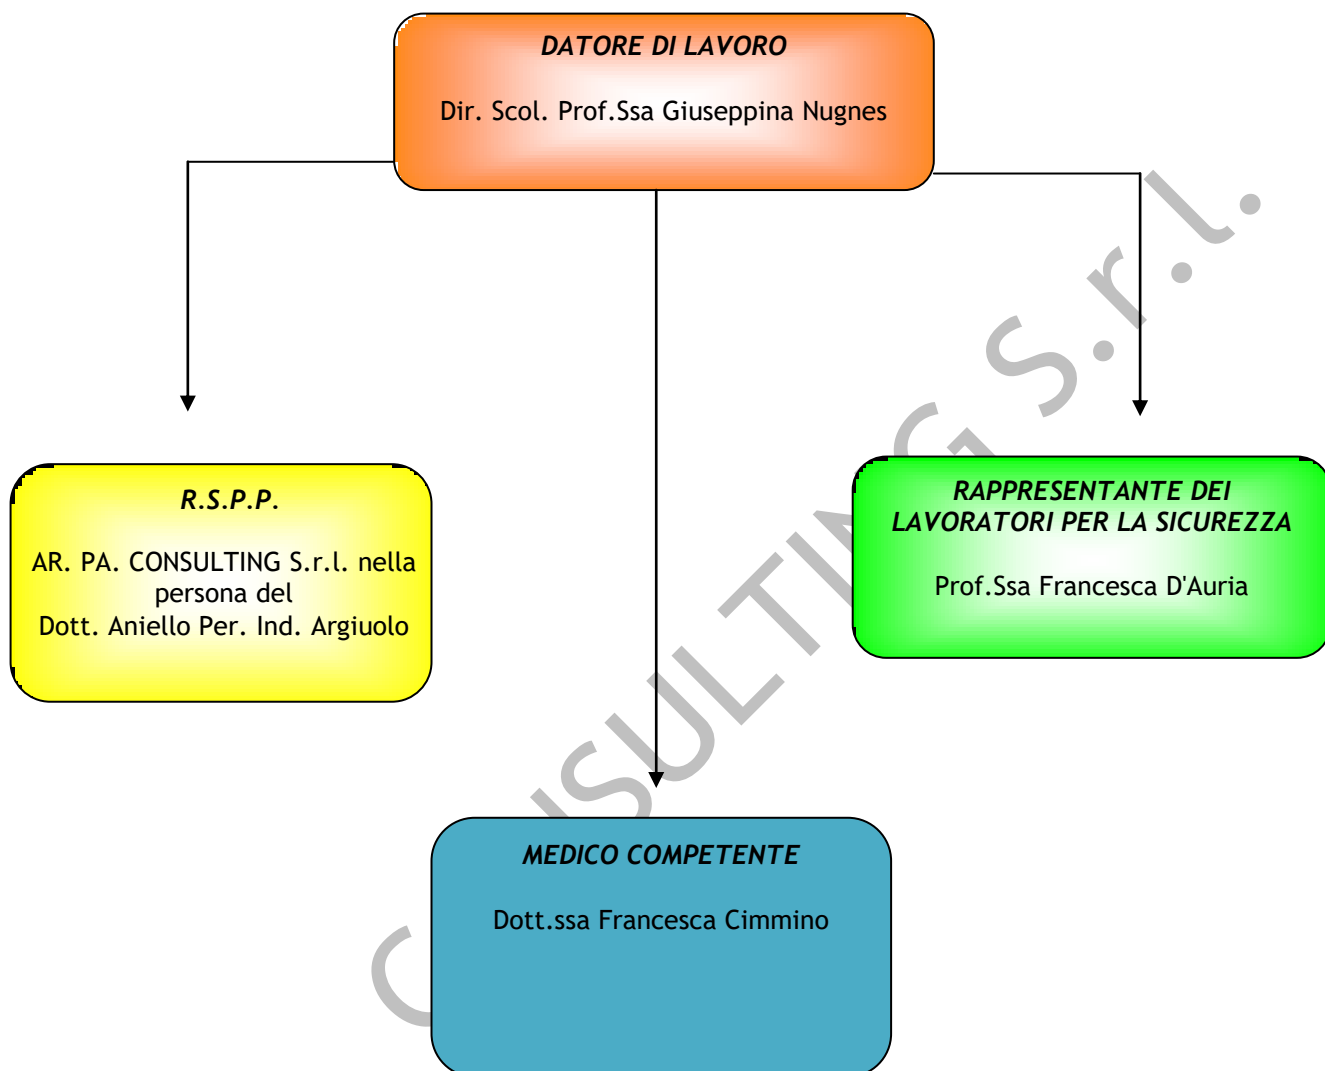 DATORE DI LAVORO
Dir. Scol. Prof.Ssa Giuseppina Nugnes
R.S.P.P.
AR. PA. CONSULTING S.r.l. nella
persona del
Dott. Aniello Per. Ind. Argiuolo
RAPPRESENTANTE DEI
LAVORATORI PER LA SICUREZZA
Prof.Ssa Francesca D'Auria
MEDICO COMPETENTE
Dott.ssa Francesca Cimmino
CONSULTING S.r.l.